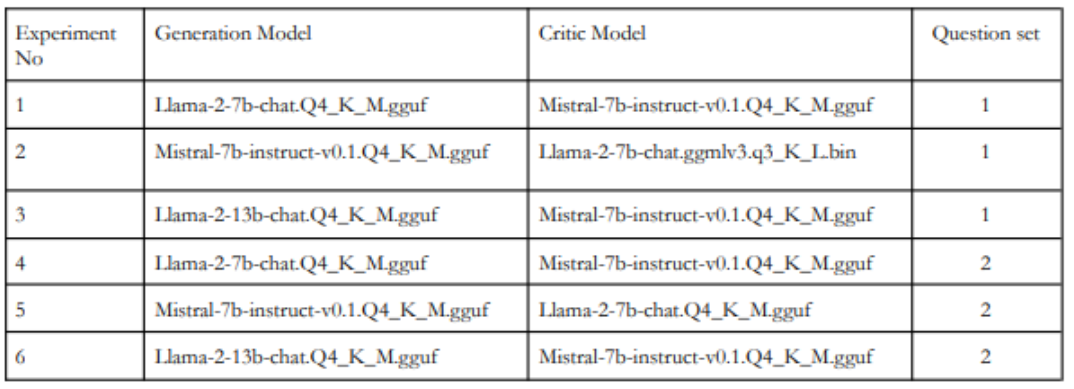 Experiment No Generation Model Critic Model Question set
1 Llama-2-7b-chat.Q4_K_M.gguf Mistral-7b-instruct-v0.1.Q4_K_M.gguf 1
2 Mistral-7b-instruct-v0.1.Q4_K_M.gguf Llama-2-7b-chat.ggmlv3.q3_K_L.bin 1
3 Llama-2-13b-chat.Q4_K_M.gguf Mistral-7b-instruct-v0.1.Q4_K_M.gguf 1
4 Llama-2-7b-chat.Q4_K_M.gguf Mistral-7b-instruct-v0.1.Q4_K_M.gguf 2
5 Mistral-7b-instruct-v0.1.Q4_K_M.gguf Llama-2-7b-chat.Q4_K_M.gguf 2
6 Llama-2-13b-chat.Q4_K_M.gguf Mistral-7b-instruct-v0.1.Q4_K_M.gguf 2